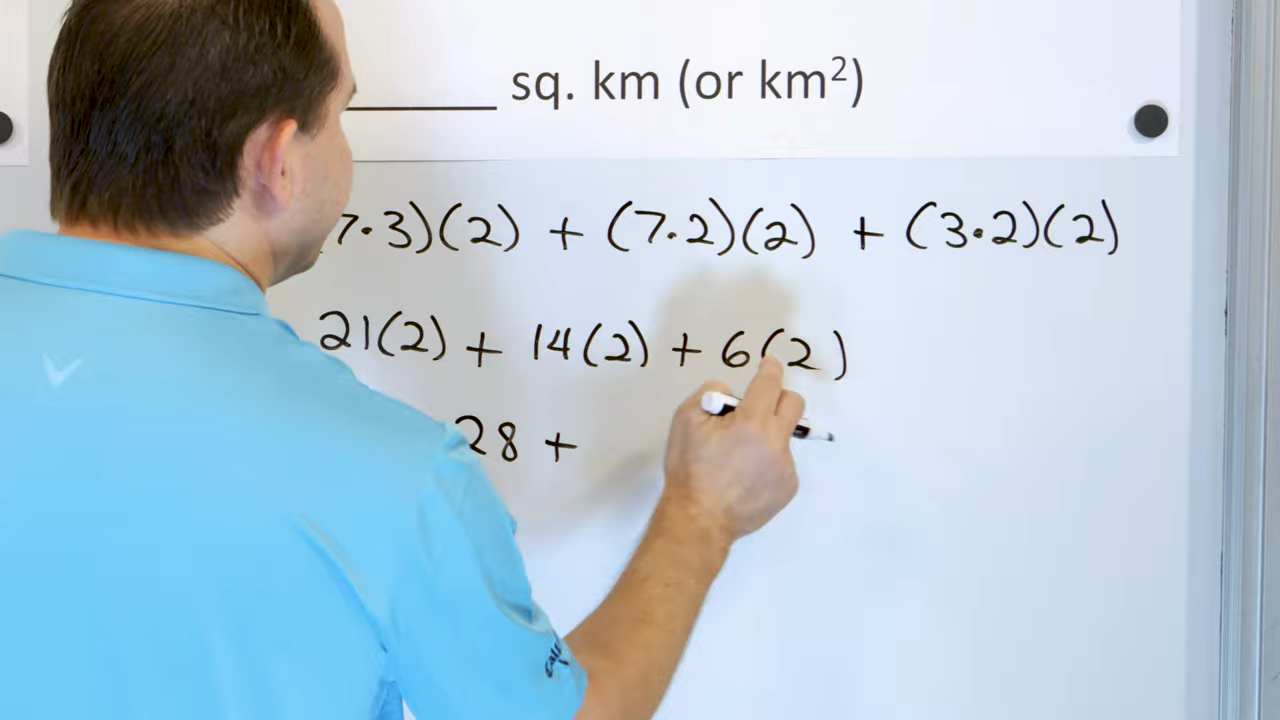 sq. km (or km²)
7·3)(2) + (7·2)(2) + (3·2)(2)
21(2) + 14(2) + 6(2)
28 +